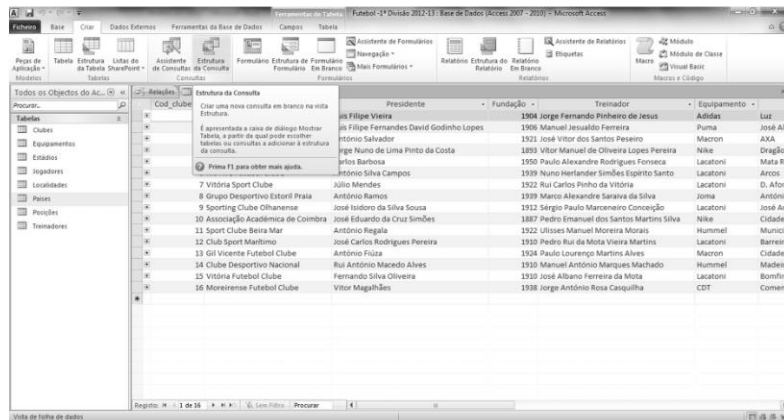 Ferramentas de Tabela Futebol -1ª Divisão 2012-13 : Base de Dados (Access 2007 - 2010) - Microsoft Access
Ficheiro Base Criar Dados Externos Ferramentas da Base de Dados Campos Tabela
Peças de Aplicação
Tabela
Estrutura da Tabela
Listas do SharePoint
Assistente de Consultas
Estrutura da Consulta
Formulário
Estrutura de Formulário
Formulário Em Branco
Assistente de Formulários
Navegação
Mais Formulários
Relatório
Estrutura do Relatório
Relatório Em Branco
Assistente de Relatórios
Etiquetas
Macro
Módulo
Módulo de Classe
Visual Basic
Modelos Tabelas Consultas Formulários Relatórios Macros e Código
Todos os Objectos do Ac...
Procurar..
Tabelas
Clubes
Equipamentos
Estádios
Jogadores
Localidades
Países
Posições
Treinadores
Estrutura da Consulta
Criar uma nova consulta em branco na vista
Estrutura.
É apresentada a caixa de diálogo Mostrar
Tabela, a partir da qual pode escolher
tabelas ou consultas a adicionar à estrutura
da consulta.
Prima F1 para obter mais ajuda.
Relações
Cod_clube Presidente Fundação Treinador Equipamento
is Filipe Vieira 1904 Jorge Fernando Pinheiro de Jesus Adidas Luz
is Filipe Fernandes David Godinho Lopes 1906 Manuel Jesualdo Ferreira Puma José Al
ntónio Salvador 1921 José Vitor dos Santos Peseiro Macron AXA
rge Nuno de Lima Pinto da Costa 1893 Vitor Manuel de Oliveira Lopes Pereira Nike Dragão
arlos Barbosa 1950 Paulo Alexandre Rodrigues Fonseca Lacatoni Mata R
António Silva Campos 1939 Nuno Herlander Simões Espírito Santo Lacatoni Arcos
7 Vitória Sport Clube Júlio Mendes 1922 Rui Carlos Pinho da Vitória Lacatoni D. Afon
8 Grupo Desportivo Estoril Praia António Ramos 1939 Marco Alexandre Saraiva da Silva Joma Antóni
9 Sporting Clube Olhanense José Isidoro da Silva Sousa 1912 Sérgio Paulo Marceneiro Conceição Lacatoni José Ar
10 Associação Académica de Coimbra José Eduardo da Cruz Simões 1887 Pedro Emanuel dos Santos Martins Silva Nike Cidade
11 Sport Clube Beira Mar António Regala 1922 Ulisses Manuel Moreira Morais Hummel Munici
12 Club Sport Marítimo José Carlos Rodrigues Pereira 1910 Pedro Rui da Mota Vieira Martins Lacatoni Barreir
13 Gil Vicente Futebol Clube António Fiúza 1924 Paulo Lourenço Martins Alves Macron Cidade
14 Clube Desportivo Nacional Rui António Macedo Alves 1910 Manuel António Marques Machado Hummel Madeir
15 Vitória Futebol Clube Fernando Silva Oliveira 1910 José Albano Ferreira da Mota Lacatoni Bomfin
16 Moreirense Futebol Clube Vitor Magalhães 1938 Jorge António Rosa Casquilha CDT Comen
Registo: 1 de 16 Sem Filtro Procurar
Vista de folha de dados